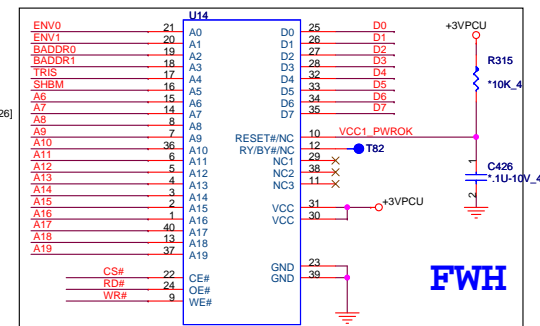 U14
ENV0 21 A0 D0 25 D0
ENV1 20 A1 D1 26 D1
BADDR0 19 A2 D2 27 D2
BADDR1 18 A3 D3 28 D3
TRIS 17 A4 D4 32 D4
SHBM 16 A5 D5 33 D5
A6 15 A6 D6 34 D6
A7 14 A7 D7 35 D7
A8 8 A8
A9 7 A9 RESET#/NC 10 VCC1_PWROK
A10 36 A10 RY/BY#/NC 12 T82
A11 6 A11 NC1 29
A12 5 A12 NC2 38
A13 4 A13 NC3 11
A14 3 A14
A15 2 A15 VCC 31 +3VPCU
A16 1 A16 VCC 30
A17 40 A17
A18 13 A18
A19 37 A19
GND 23
CS# 22 CE# GND 39
RD# 24 OE#
WR# 9 WE#
26]
+3VPCU
R315
*10K_4
1
C426
*.1U-10V_4
2
FWH